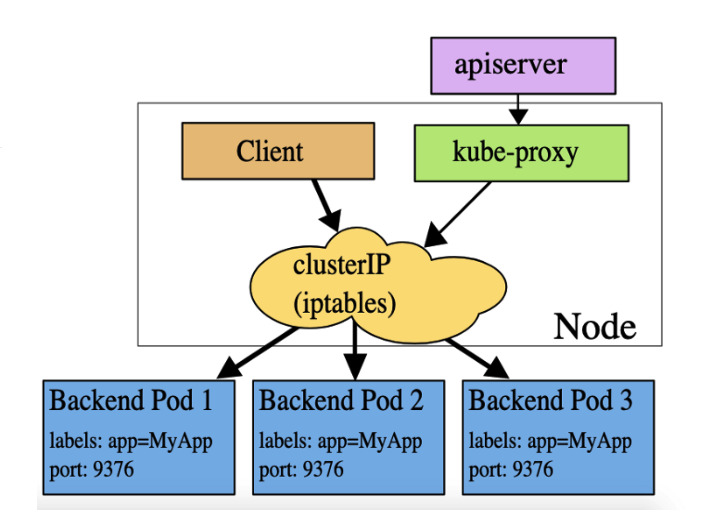 apiserver
Client
kube-proxy
clusterIP
(iptables)
Node
Backend Pod 1
labels: app=MyApp
port: 9376
Backend Pod 2
labels: app=MyApp
port: 9376
Backend Pod 3
labels: app=MyApp
port: 9376